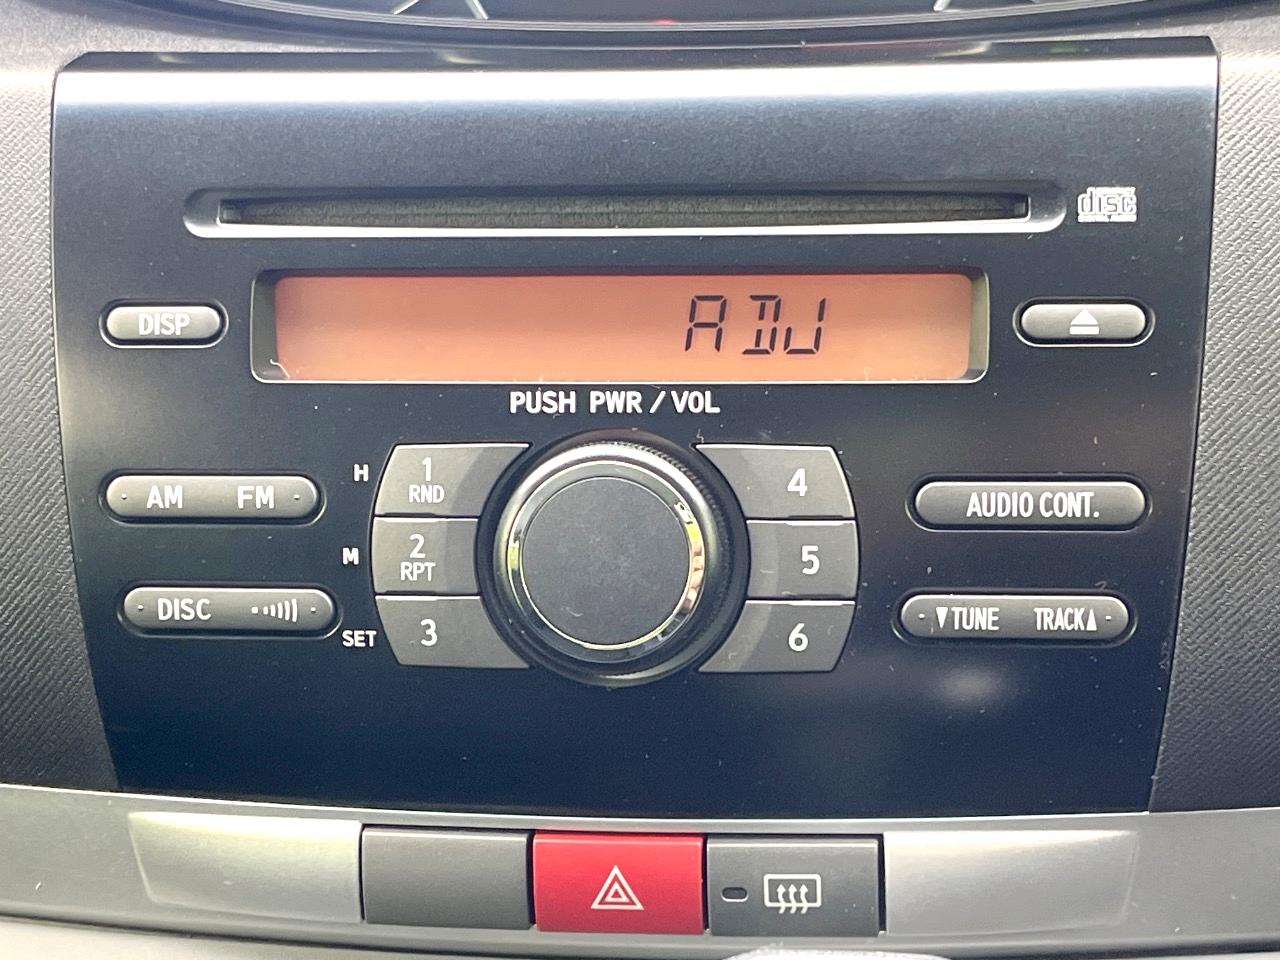 disc
ADJ
DISP
PUSH PWR / VOL
H
1
RND
4
AM FM
AUDIO CONT.
M
2
RPT
5
DISC
▼TUNE TRACK▲
SET
3
6